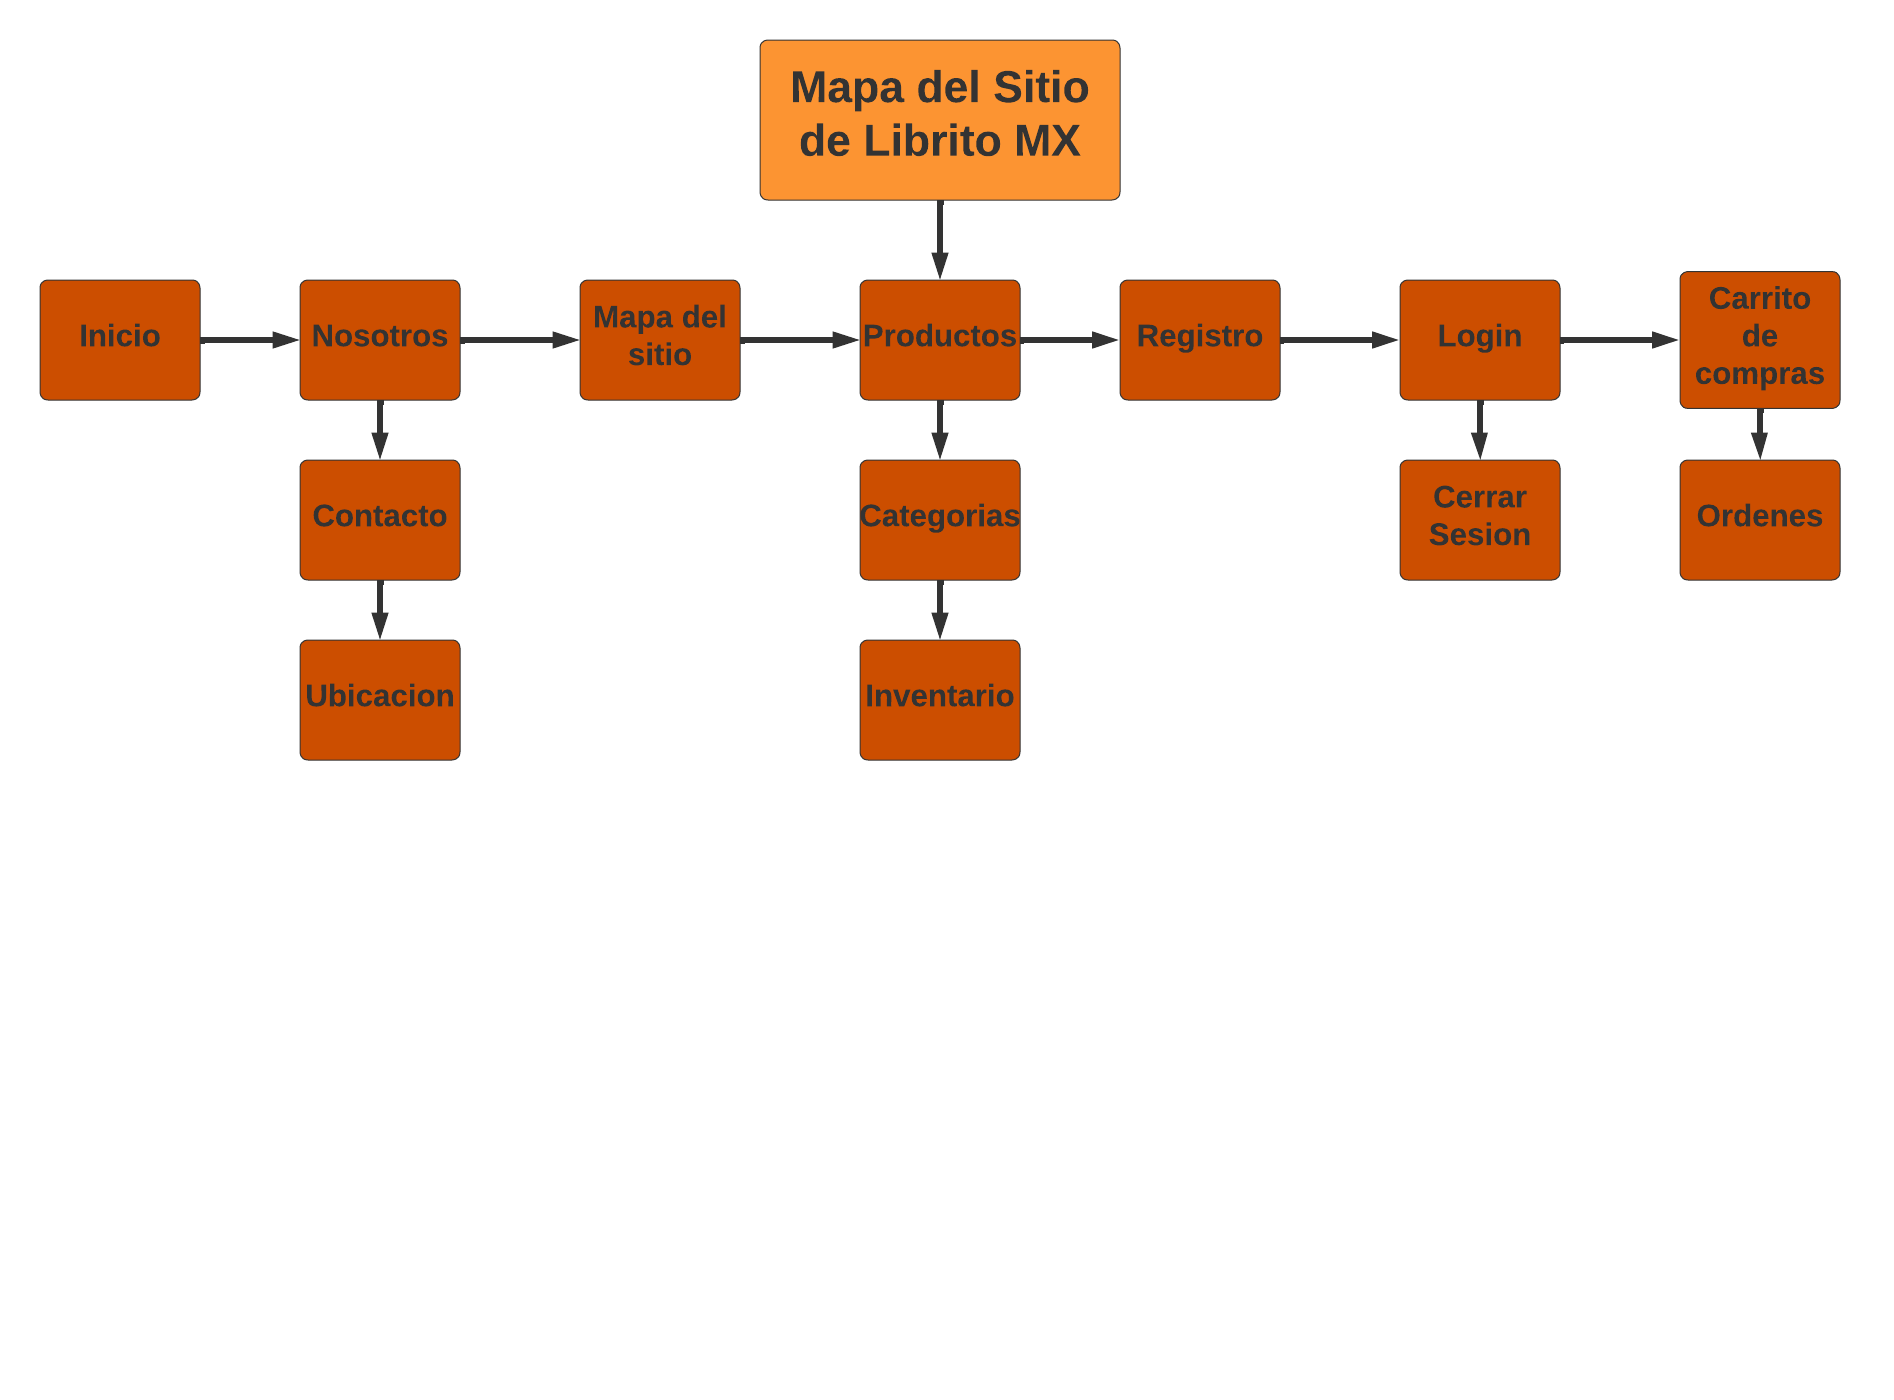 Mapa del Sitio
de Librito MX
Inicio
Nosotros
Mapa del
sitio
Productos
Registro
Login
Carrito
de
compras
Contacto
Categorias
Cerrar
Sesion
Ordenes
Ubicacion
Inventario